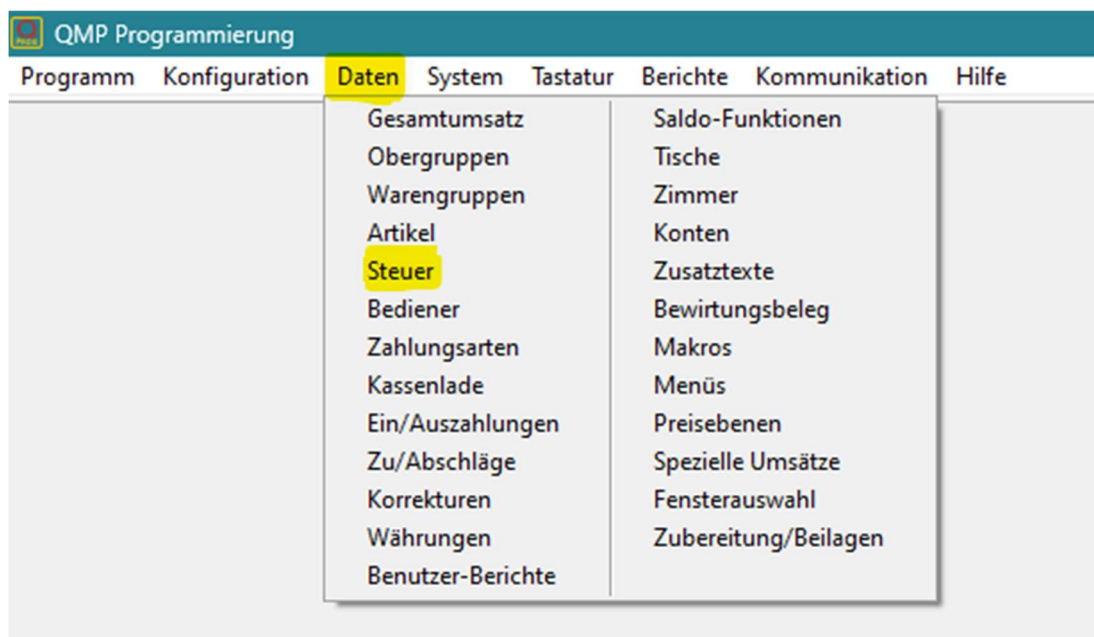 QMP Programmierung
Programm Konfiguration Daten System Tastatur Berichte Kommunikation Hilfe
Gesamtumsatz
Obergruppen
Warengruppen
Artikel
Steuer
Bediener
Zahlungsarten
Kassenlade
Ein/Auszahlungen
Zu/Abschläge
Korrekturen
Währungen
Benutzer-Berichte
Saldo-Funktionen
Tische
Zimmer
Konten
Zusatztexte
Bewirtungsbeleg
Makros
Menüs
Preisebenen
Spezielle Umsätze
Fensterauswahl
Zubereitung/Beilagen